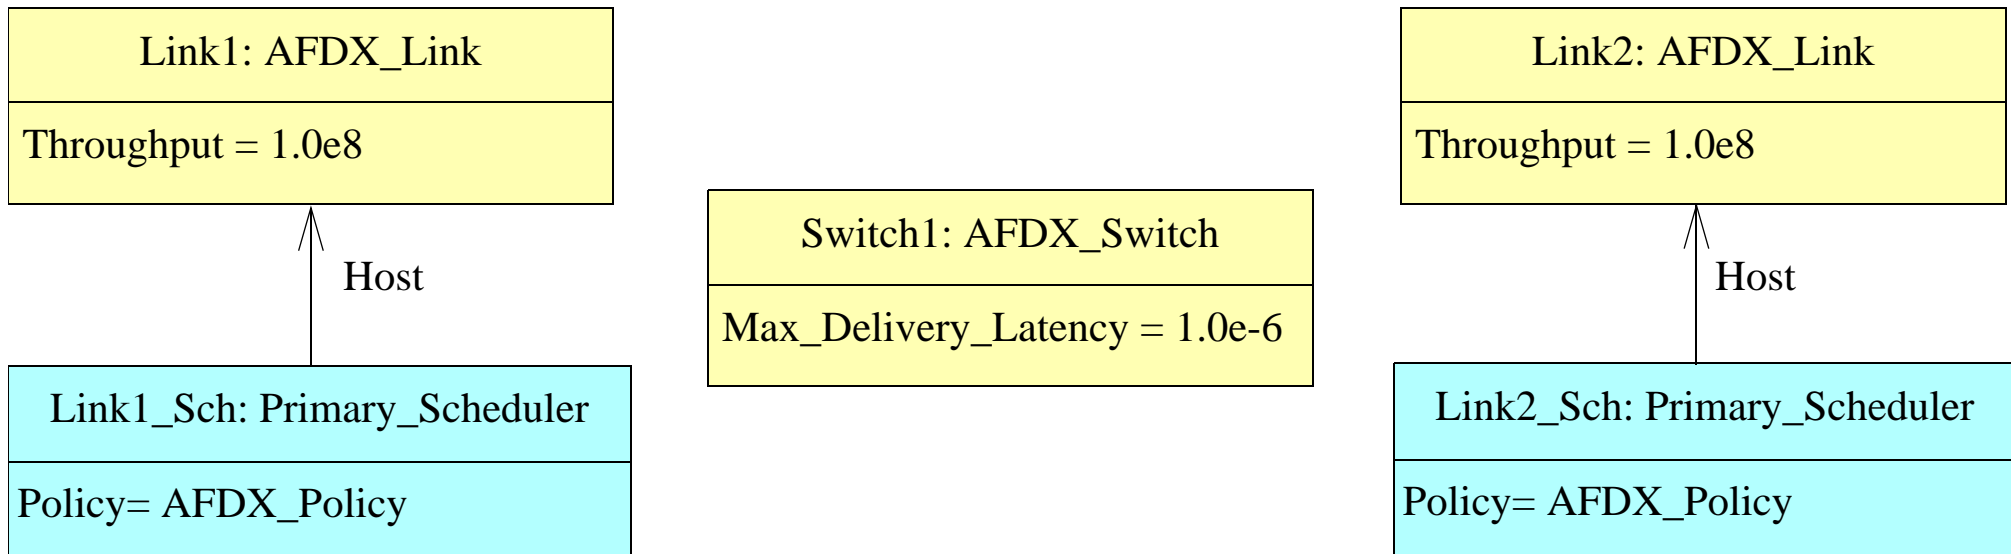 Link1: AFDX_Link
Throughput = 1.0e8
Host
Link1_Sch: Primary_Scheduler
Policy= AFDX_Policy
Switch1: AFDX_Switch
Max_Delivery_Latency = 1.0e-6
Link2: AFDX_Link
Throughput = 1.0e8
Host
Link2_Sch: Primary_Scheduler
Policy= AFDX_Policy